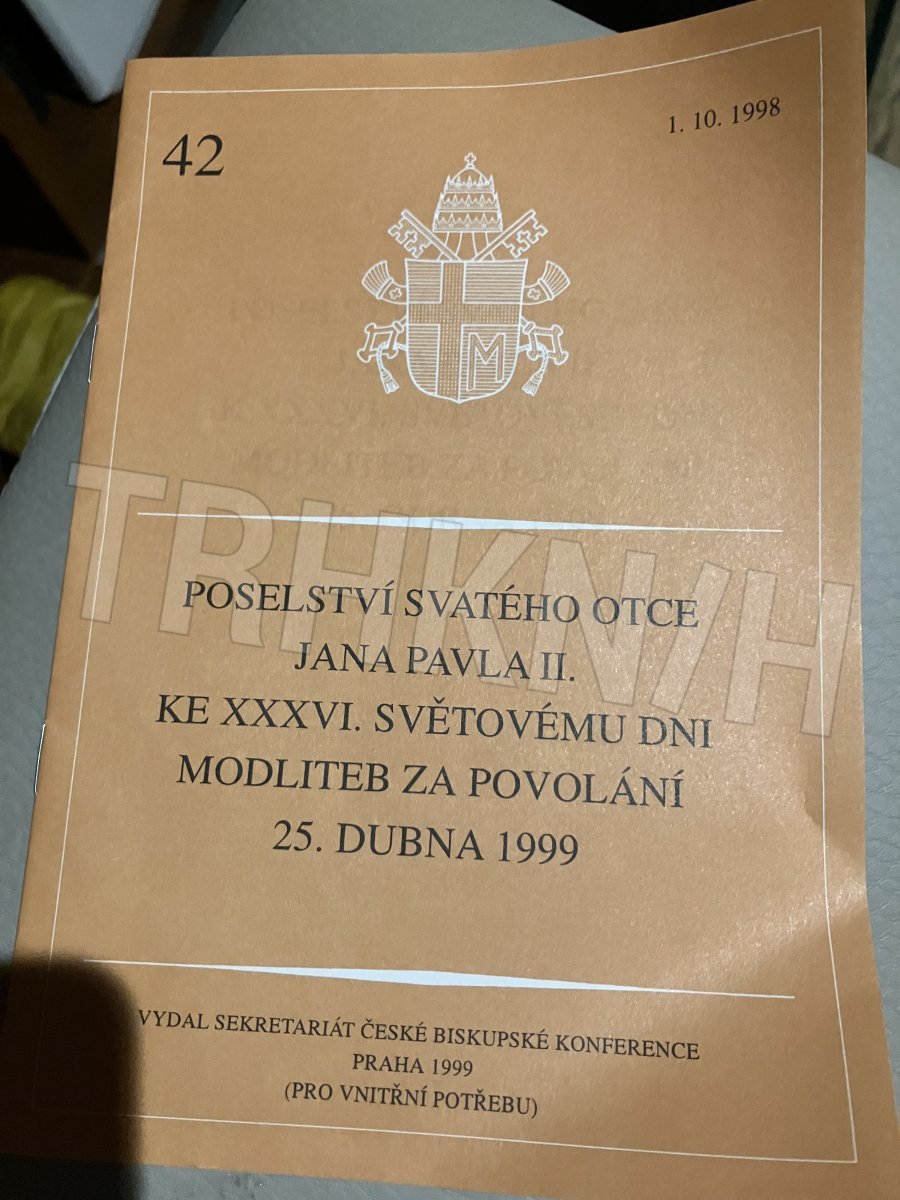 42
1. 10. 1998
M
TRHKNIH
POSELSTVÍ SVATÉHO OTCE
JANA PAVLA II.
KE XXXVI. SVĚTOVÉMU DNI
MODLITEB ZA POVOLÁNÍ
25. DUBNA 1999
VYDAL SEKRETARIÁT ČESKÉ BISKUPSKÉ KONFERENCE
PRAHA 1999
(PRO VNITŘNÍ POTŘEBU)